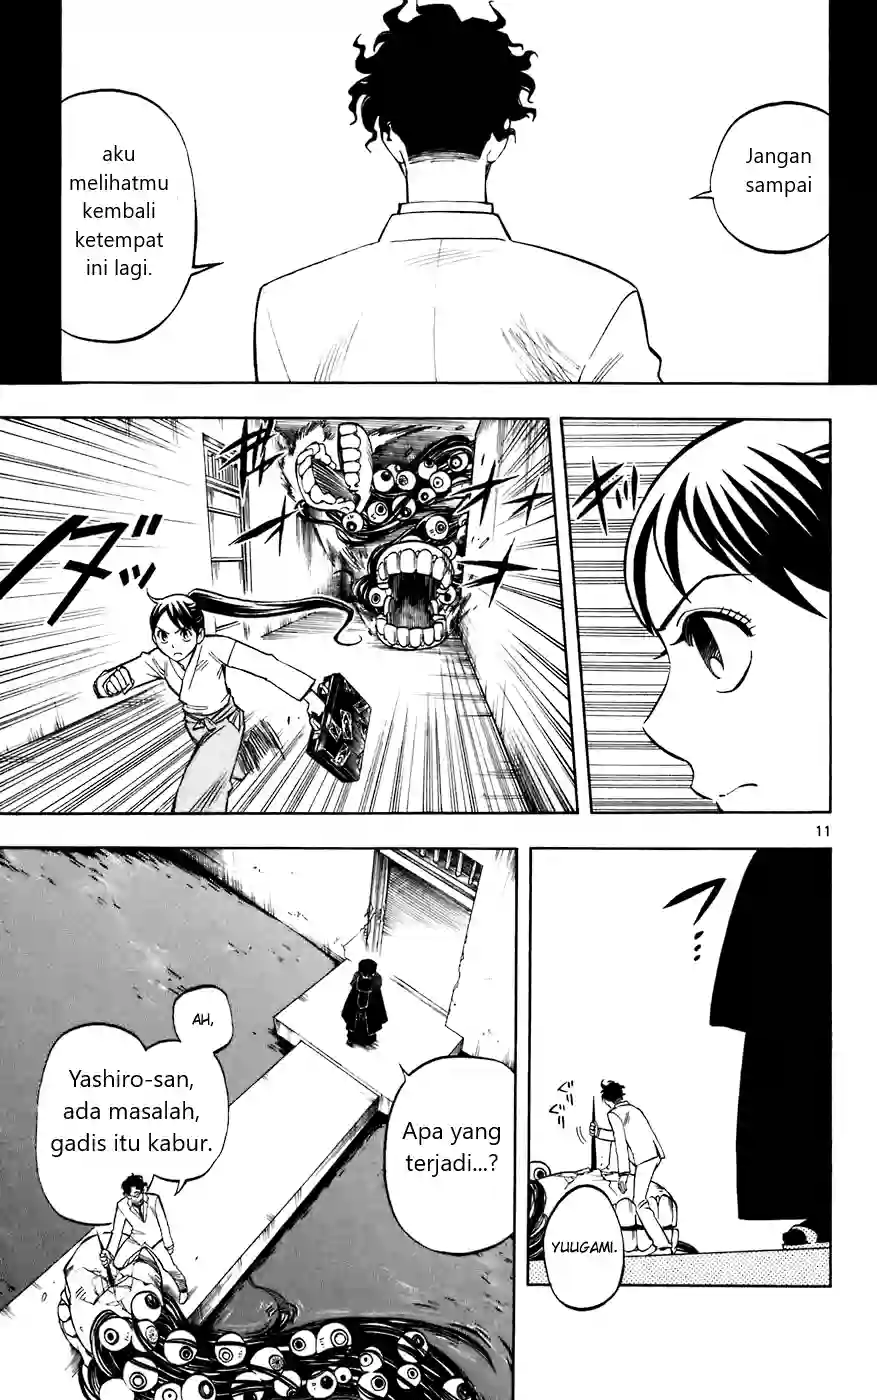 Jangan
sampai
aku
melihatmu
kembali
ketempat
ini lagi.
11
YUUGAMI.
Apa yang
terjadi...?
AH,
Yashiro-san,
ada masalah,
gadis itu kabur.